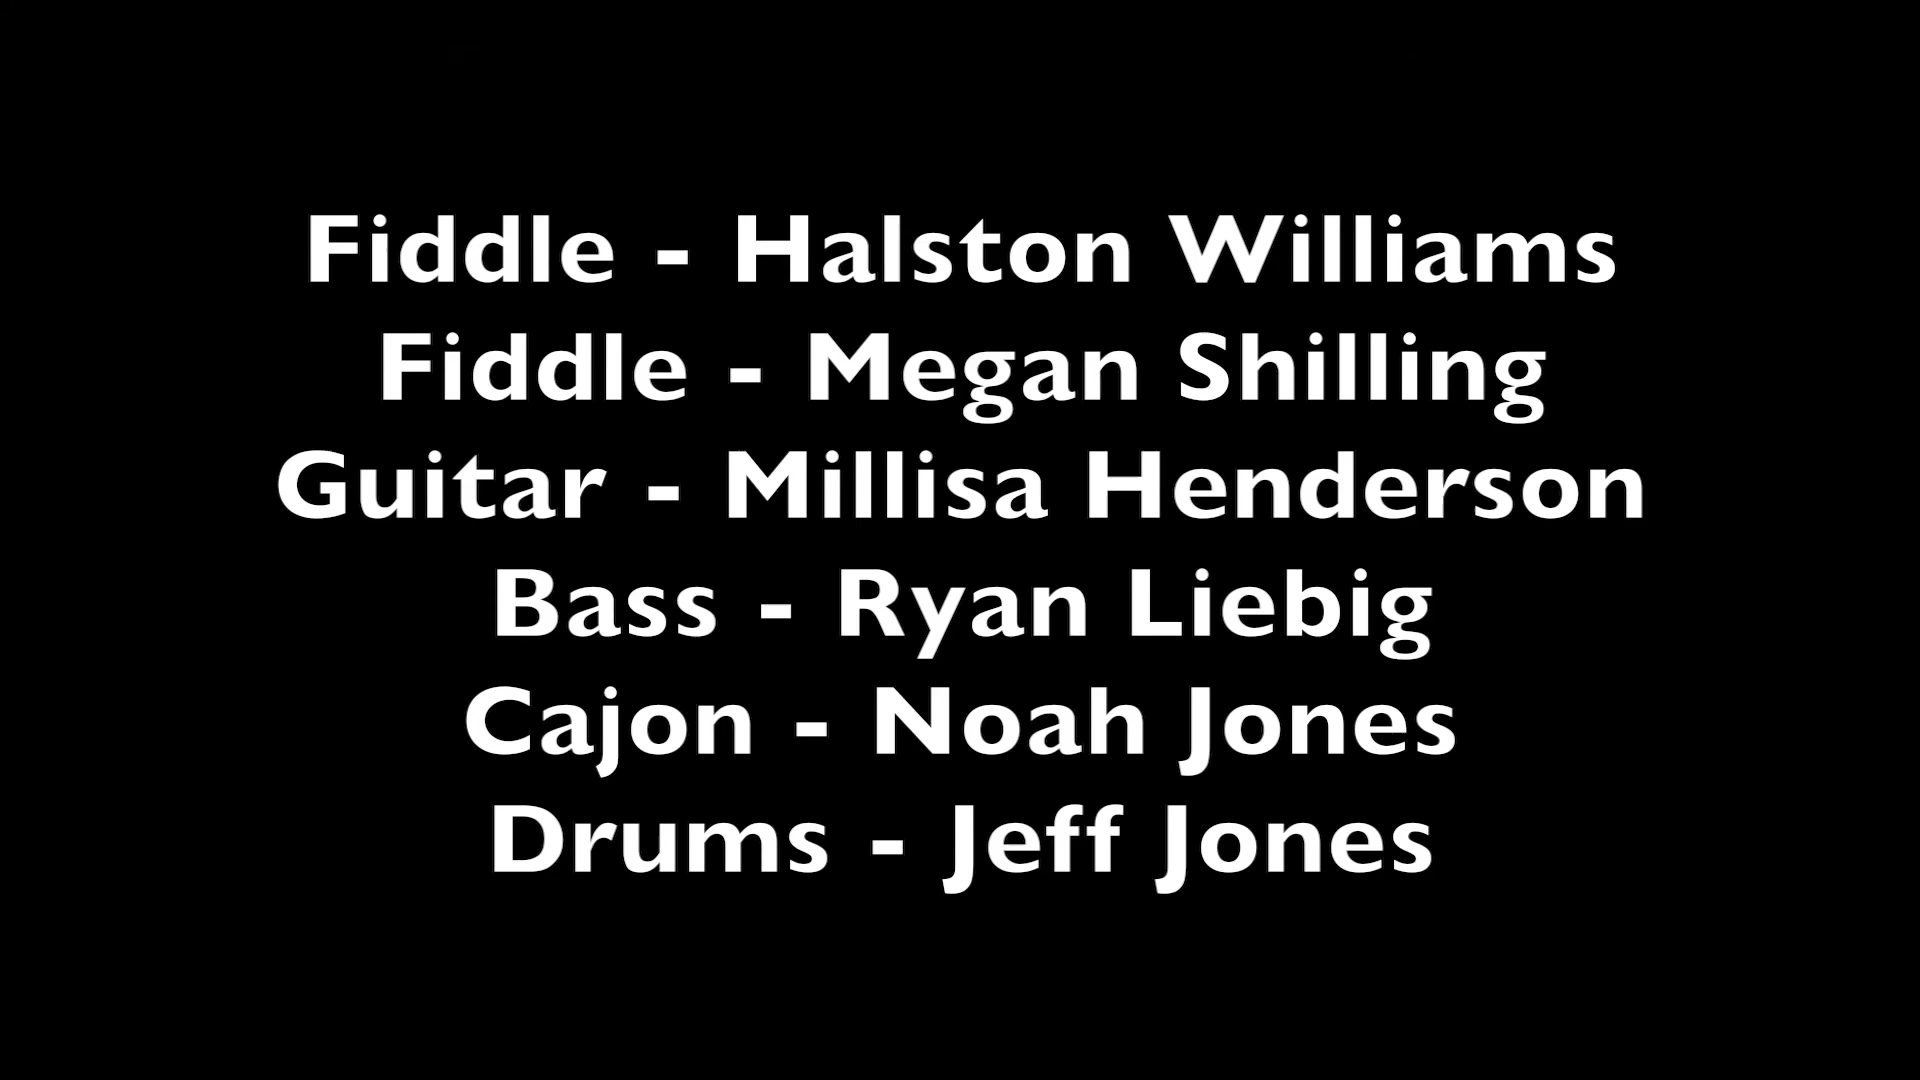 Fiddle - Halston Williams
Fiddle - Megan Shilling
Guitar - Millisa Henderson
Bass - Ryan Liebig
Cajon - Noah Jones
Drums - Jeff Jones